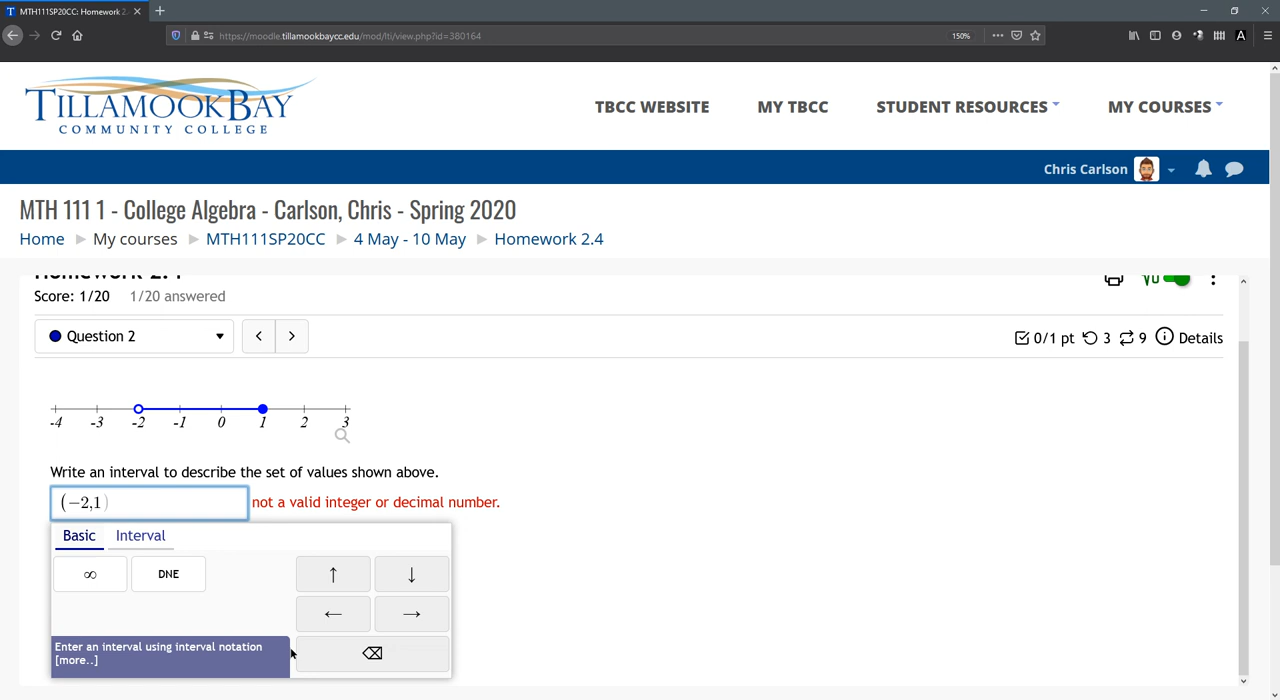 MTH111SP20CC: Homework 2.
https://moodle.tillamookbaycc.edu/mod/lti/view.php?id=380164
150%
TILLAMOOK BAY
COMMUNITY COLLEGE
TBCC WEBSITE MY TBCC STUDENT RESOURCES MY COURSES
Chris Carlson
MTH 111 1 - College Algebra - Carlson, Chris - Spring 2020
Home My courses MTH111SP20CC 4 May - 10 May Homework 2.4
Score: 1/20 1/20 answered
Question 2 < >
0/1 pt 3 9 Details
-4 -3 -2 -1 0 1 2 3
Write an interval to describe the set of values shown above.
(−2,1) not a valid integer or decimal number.
Basic Interval
∞ DNE ↑ ↓
← →
Enter an interval using interval notation
[more..]